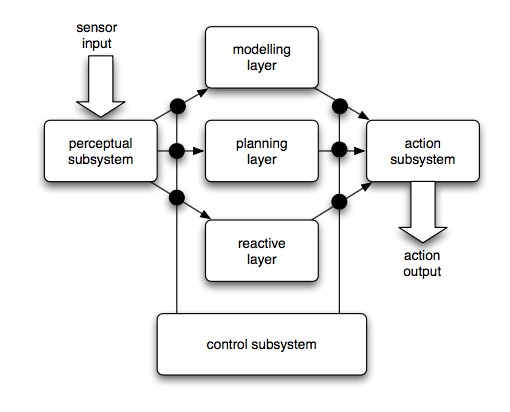 sensor
input
modelling
layer
perceptual
subsystem
planning
layer
action
subsystem
reactive
layer
action
output
control subsystem